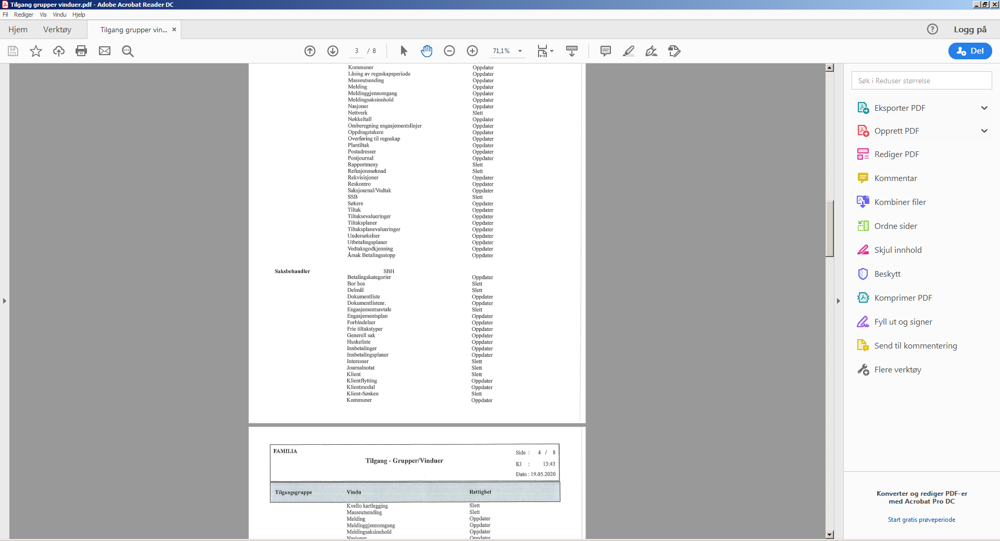 Tilgang grupper vinduer.pdf - Adobe Acrobat Reader DC
Fil Rediger Vis Vindu Hjelp
Hjem Verktøy Tilgang grupper vin... × Logg på
3 / 8 71,1% Del
Kommuner Oppdater
Låsing av regnskapsperiode Oppdater
Masseutsending Oppdater
Melding Oppdater
Meldinggjennomgang Oppdater
Meldingsaksinnhold Oppdater
Nasjoner Oppdater
Nettverk Slett
Nøkkeltall Oppdater
Omberegning engasjementslinjer Oppdater
Oppdragstakere Oppdater
Overføring til regnskap Oppdater
Plantiltak Oppdater
Postadresser Oppdater
Postjournal Oppdater
Rapportmeny Slett
Refusjonssøknad Slett
Rekvisisjoner Oppdater
Reskontro Oppdater
Saksjournal/Vedtak Oppdater
SSB Slett
Søkere Oppdater
Tiltak Oppdater
Tiltaksevalueringer Oppdater
Tiltaksplaner Oppdater
Tiltaksplanevalueringer Oppdater
Undersøkelser Oppdater
Utbetalingsplaner Oppdater
Vedtaksgodkjenning Oppdater
Årsak Betalingsstopp Oppdater
Saksbehandler SBH
Betalingskategorier Oppdater
Bor hos Slett
Delmål Slett
Dokumentliste Oppdater
Dokumentlistenr. Oppdater
Engasjementsavtale Slett
Engasjementsplan Oppdater
Forbindelser Oppdater
Frie tiltakstyper Oppdater
Generell sak Oppdater
Huskeliste Oppdater
Innbetalinger Oppdater
Innbetalingsplaner Oppdater
Interesser Slett
Journalnotat Slett
Klient Slett
Klientflytting Oppdater
Klientmodul Oppdater
Klient-Søsken Slett
Kommuner Oppdater
FAMILIA
Tilgang - Grupper/Vinduer
Side : 4 / 8
Kl : 13:43
Dato : 19.05.2020
Tilgangsgruppe Vindu Rettighet
Kvello kartlegging Slett
Masseutsending Slett
Melding Oppdater
Meldinggjennomgang Oppdater
Meldingsaksinnhold Oppdater
Nasjoner Oppdater
Søk i Reduser størrelse
Eksporter PDF
Opprett PDF
Rediger PDF
Kommentar
Kombiner filer
Ordne sider
Skjul innhold
Beskytt
Komprimer PDF
Fyll ut og signer
Send til kommentering
Flere verktøy
Konverter og rediger PDF-er
med Acrobat Pro DC
Start gratis prøveperiode